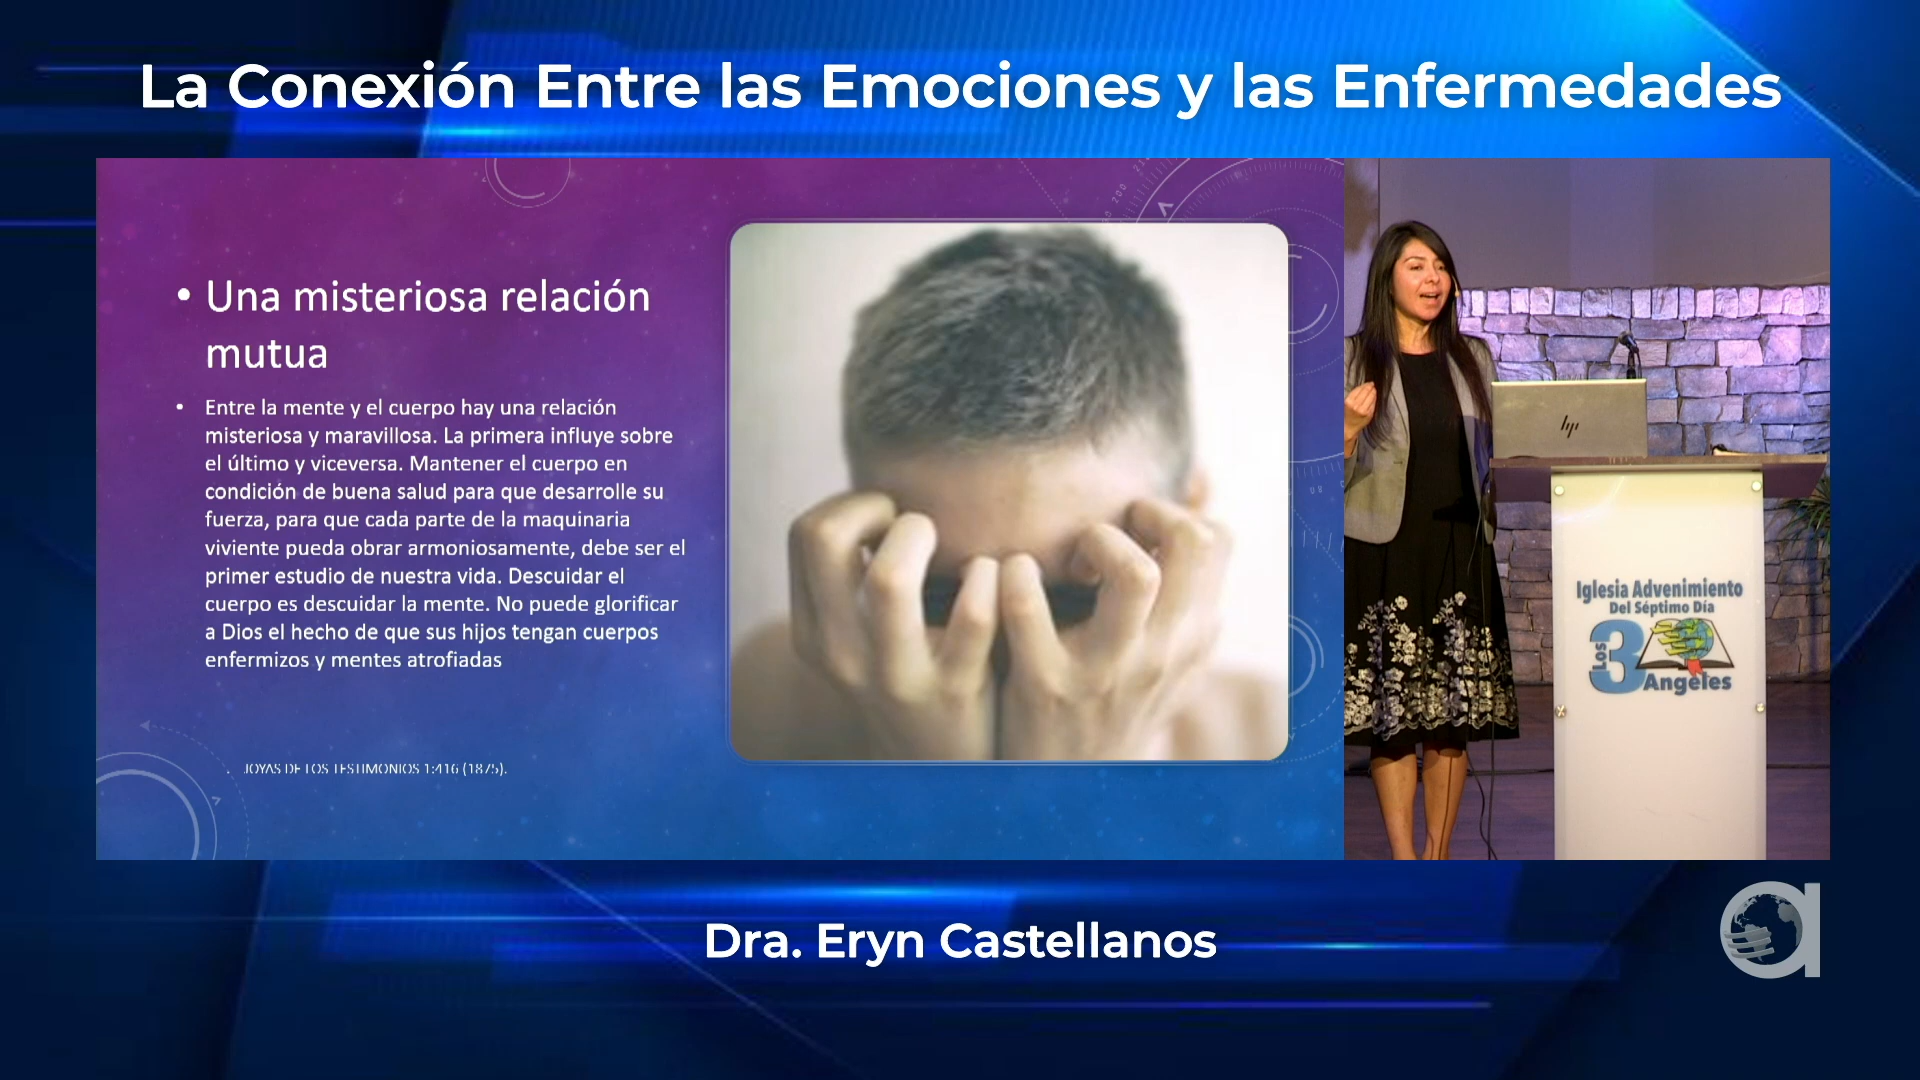 La Conexión Entre las Emociones y las Enfermedades
• Una misteriosa relación
mutua
• Entre la mente y el cuerpo hay una relación
misteriosa y maravillosa. La primera influye sobre
el último y viceversa. Mantener el cuerpo en
condición de buena salud para que desarrolle su
fuerza, para que cada parte de la maquinaria
viviente pueda obrar armoniosamente, debe ser el
primer estudio de nuestra vida. Descuidar el
cuerpo es descuidar la mente. No puede glorificar
a Dios el hecho de que sus hijos tengan cuerpos
enfermizos y mentes atrofiadas
. JOYAS DE LOS TESTIMONIOS 1:416 (1875).
200
hp
Iglesia Advenimiento
Del Séptimo Día
Los 3
Angeles
Dra. Eryn Castellanos
a